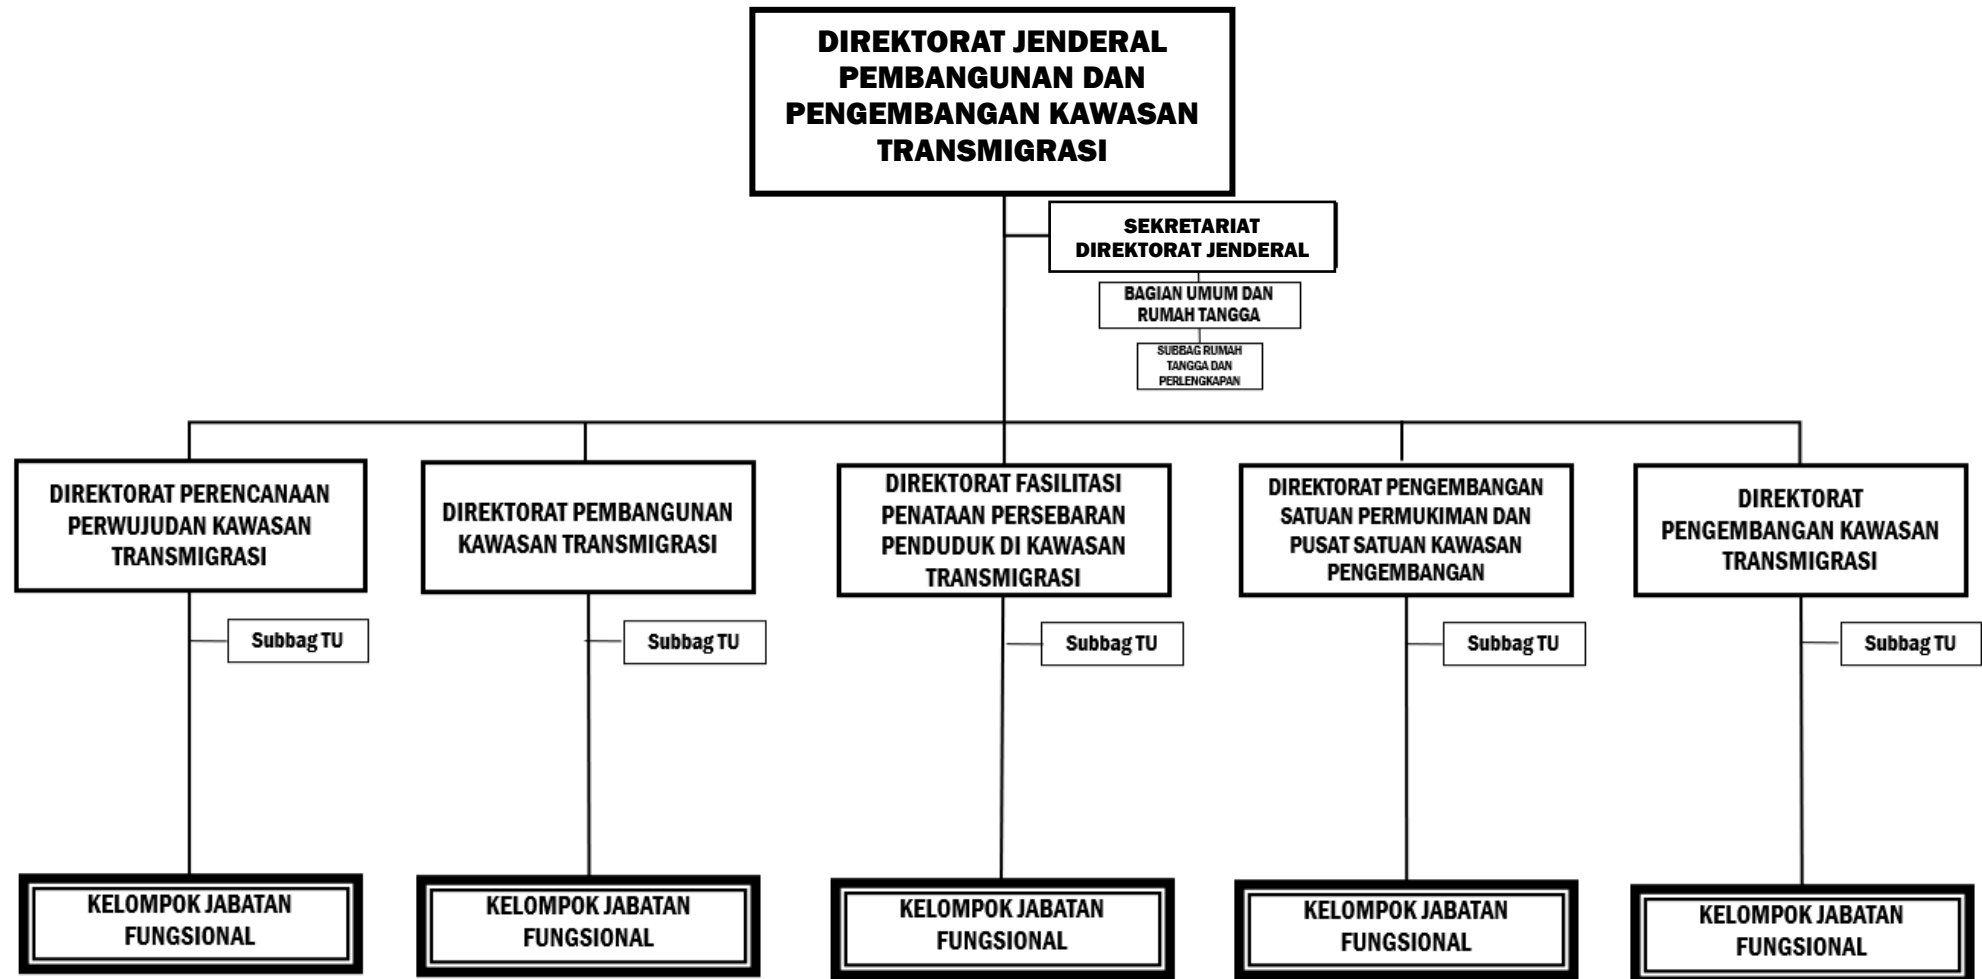 DIREKTORAT JENDERAL
PEMBANGUNAN DAN
PENGEMBANGAN KAWASAN
TRANSMIGRASI
SEKRETARIAT
DIREKTORAT JENDERAL
BAGIAN UMUM DAN
RUMAH TANGGA
SUBBAG RUMAH
TANGGA DAN
PERLENGKAPAN
DIREKTORAT PERENCANAAN
PERWUJUDAN KAWASAN
TRANSMIGRASI
DIREKTORAT PEMBANGUNAN
KAWASAN TRANSMIGRASI
DIREKTORAT FASILITASI
PENATAAN PERSEBARAN
PENDUDUK DI KAWASAN
TRANSMIGRASI
DIREKTORAT PENGEMBANGAN
SATUAN PERMUKIMAN DAN
PUSAT SATUAN KAWASAN
PENGEMBANGAN
DIREKTORAT
PENGEMBANGAN KAWASAN
TRANSMIGRASI
Subbag TU
Subbag TU
Subbag TU
Subbag TU
Subbag TU
KELOMPOK JABATAN
FUNGSIONAL
KELOMPOK JABATAN
FUNGSIONAL
KELOMPOK JABATAN
FUNGSIONAL
KELOMPOK JABATAN
FUNGSIONAL
KELOMPOK JABATAN
FUNGSIONAL